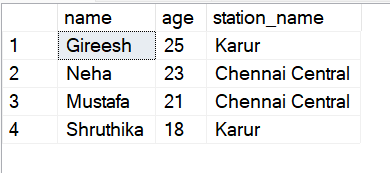 name age station_name
1 Gireesh 25 Karur
2 Neha 23 Chennai Central
3 Mustafa 21 Chennai Central
4 Shruthika 18 Karur